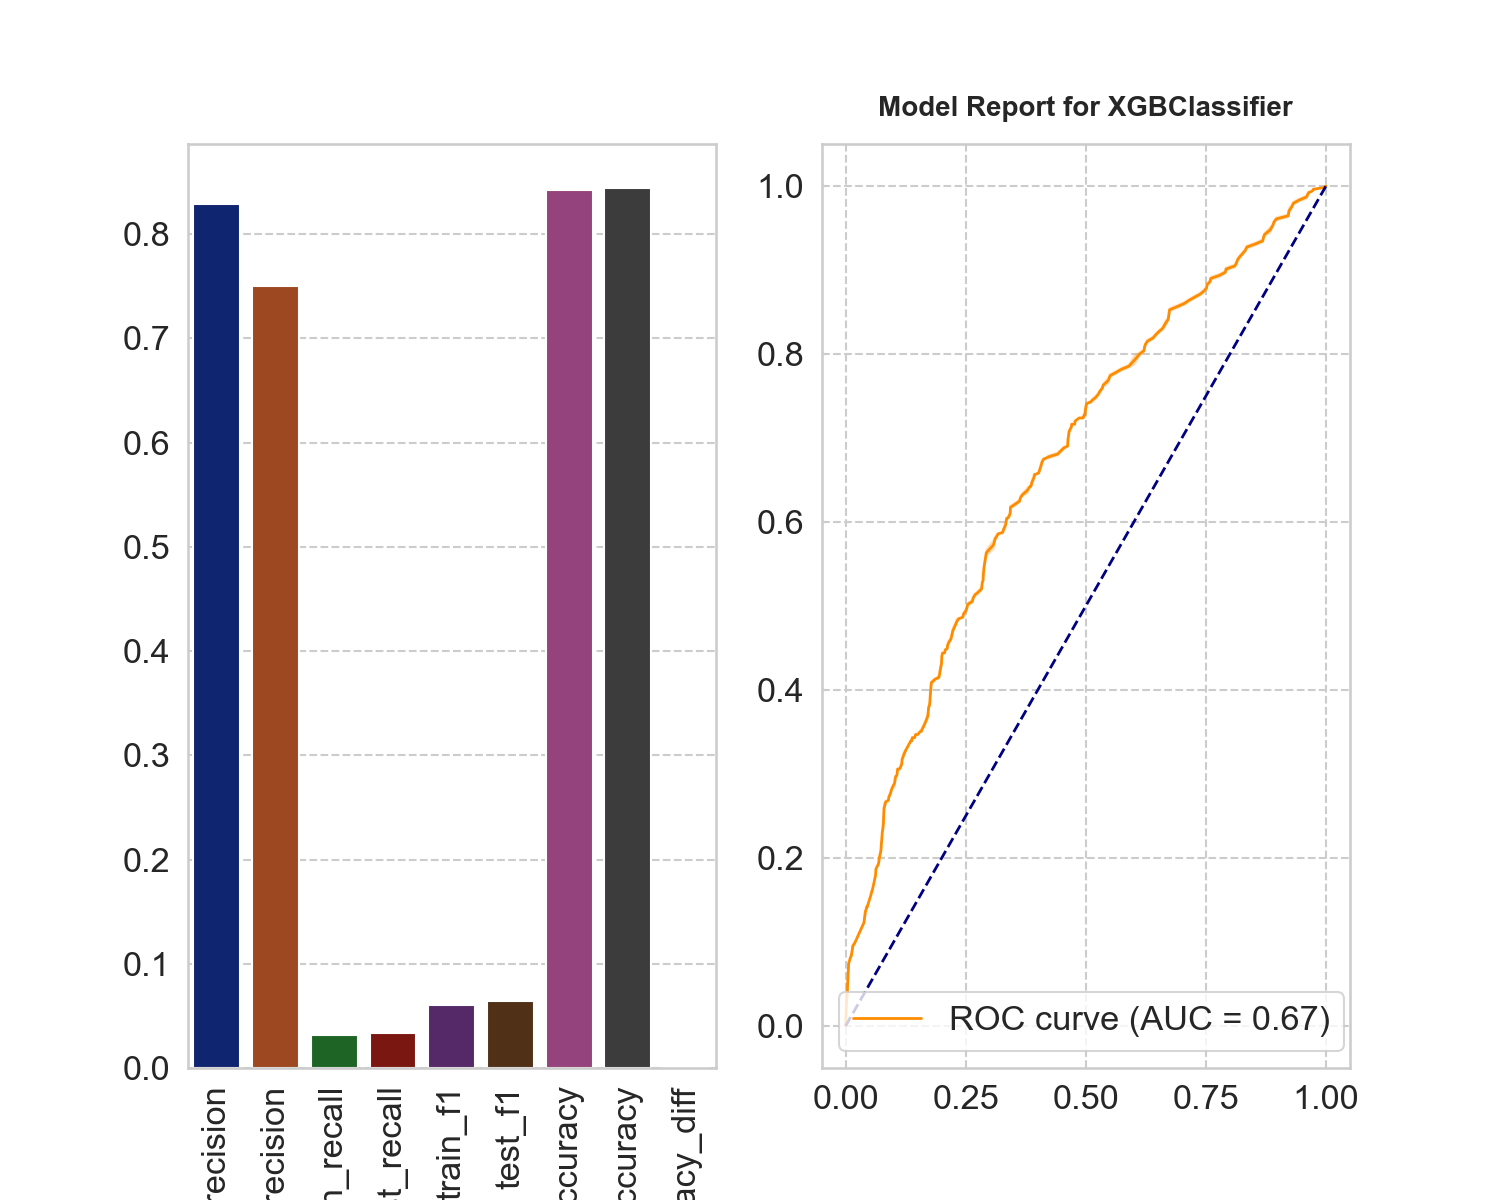 Model Report for XGBClassifier
0.8
0.7
0.6
0.5
0.4
0.3
0.2
0.1
0.0
recision
recision
n_recall
t_recall
train_f1
test_f1
ccuracy
ccuracy
acy_diff
1.0
0.8
0.6
0.4
0.2
0.0
ROC curve (AUC = 0.67)
0.00 0.25 0.50 0.75 1.00